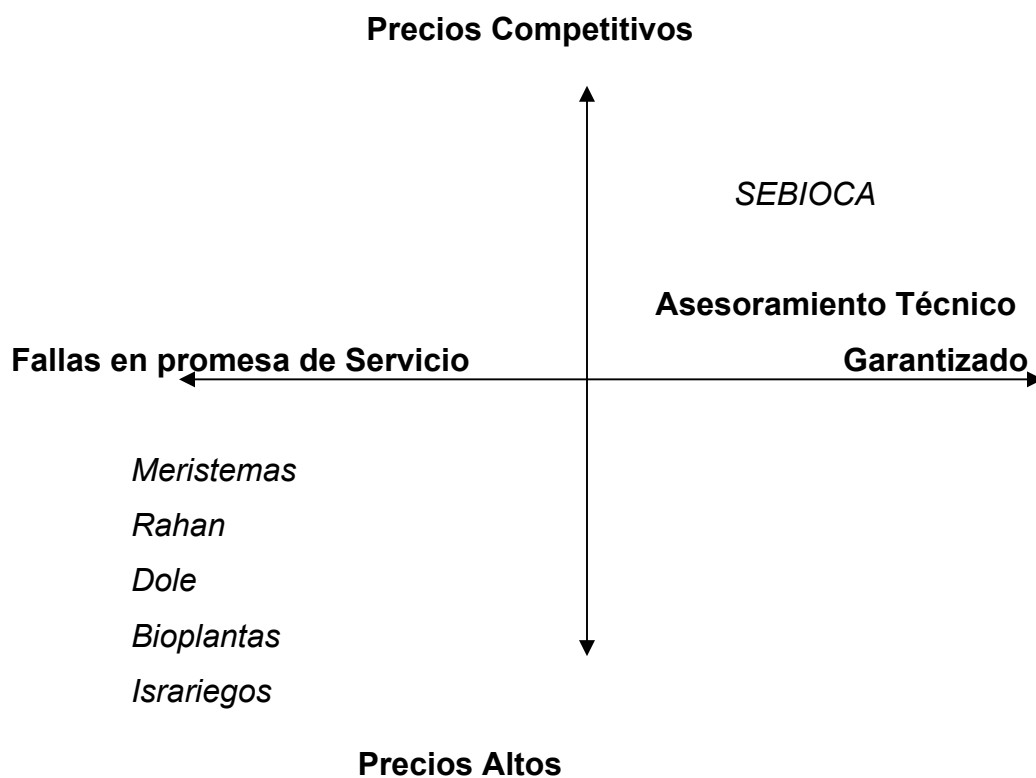 Precios Competitivos
SEBIOCA
Asesoramiento Técnico
Fallas en promesa de Servicio
Garantizado
Meristemas
Rahan
Dole
Bioplantas
Israriegos
Precios Altos